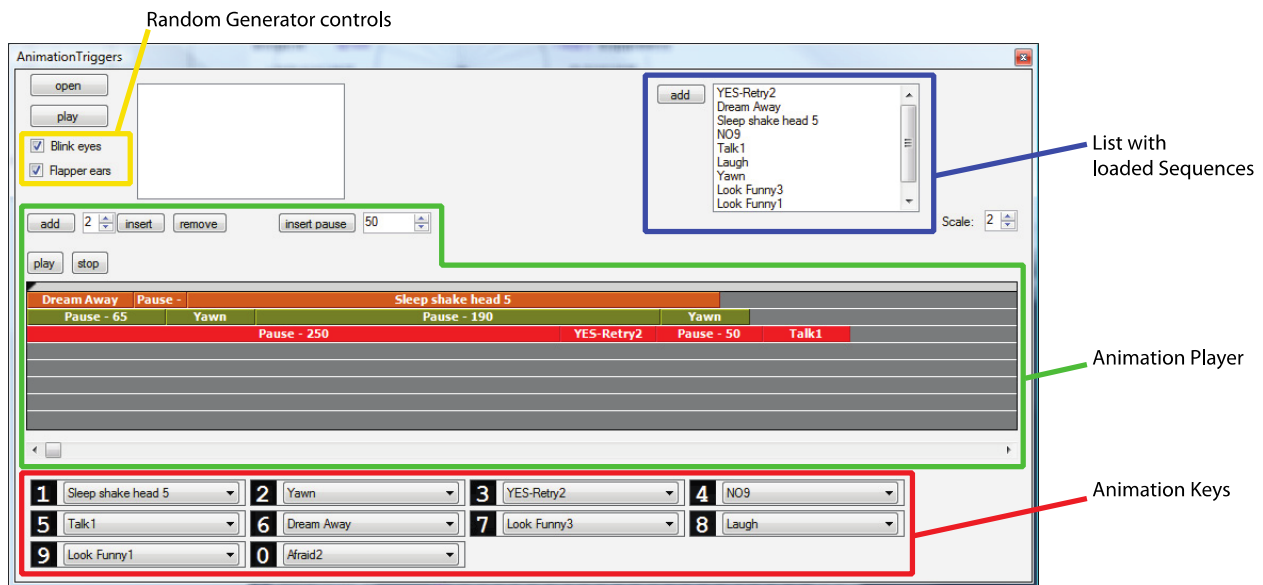 Random Generator controls
AnimationTriggers
open
play
Blink eyes
Flapper ears
add
YES-Retry2
Dream Away
Sleep shake head 5
NO9
Talk1
Laugh
Yawn
Look Funny3
Look Funny1
List with
loaded Sequences
add 2 insert remove insert pause 50
Scale: 2
play stop
Dream Away Pause - Sleep shake head 5
Pause - 65 Yawn Pause - 190 Yawn
Pause - 250 YES-Retry2 Pause - 50 Talk1
Animation Player
Animation Keys
1 Sleep shake head 5 2 Yawn 3 YES-Retry2 4 NO9
5 Talk1 6 Dream Away 7 Look Funny3 8 Laugh
9 Look Funny1 0 Afraid2